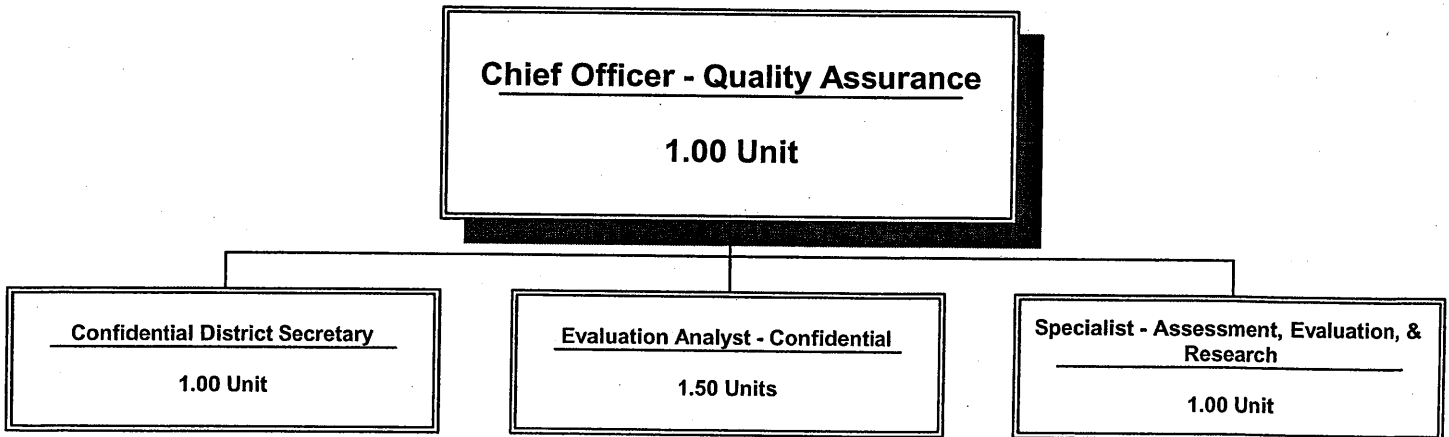 Chief Officer - Quality Assurance
1.00 Unit
Confidential District Secretary
1.00 Unit
Evaluation Analyst - Confidential
1.50 Units
Specialist - Assessment, Evaluation, &
Research
1.00 Unit